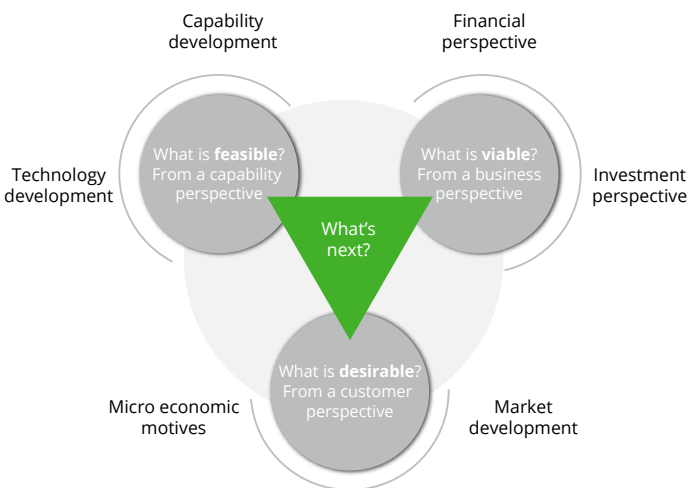 Capability
development
Financial
perspective
What is feasible?
From a capability
perspective
What is viable?
From a business
perspective
Technology
development
Investment
perspective
What's
next?
What is desirable?
From a customer
perspective
Micro economic
motives
Market
development